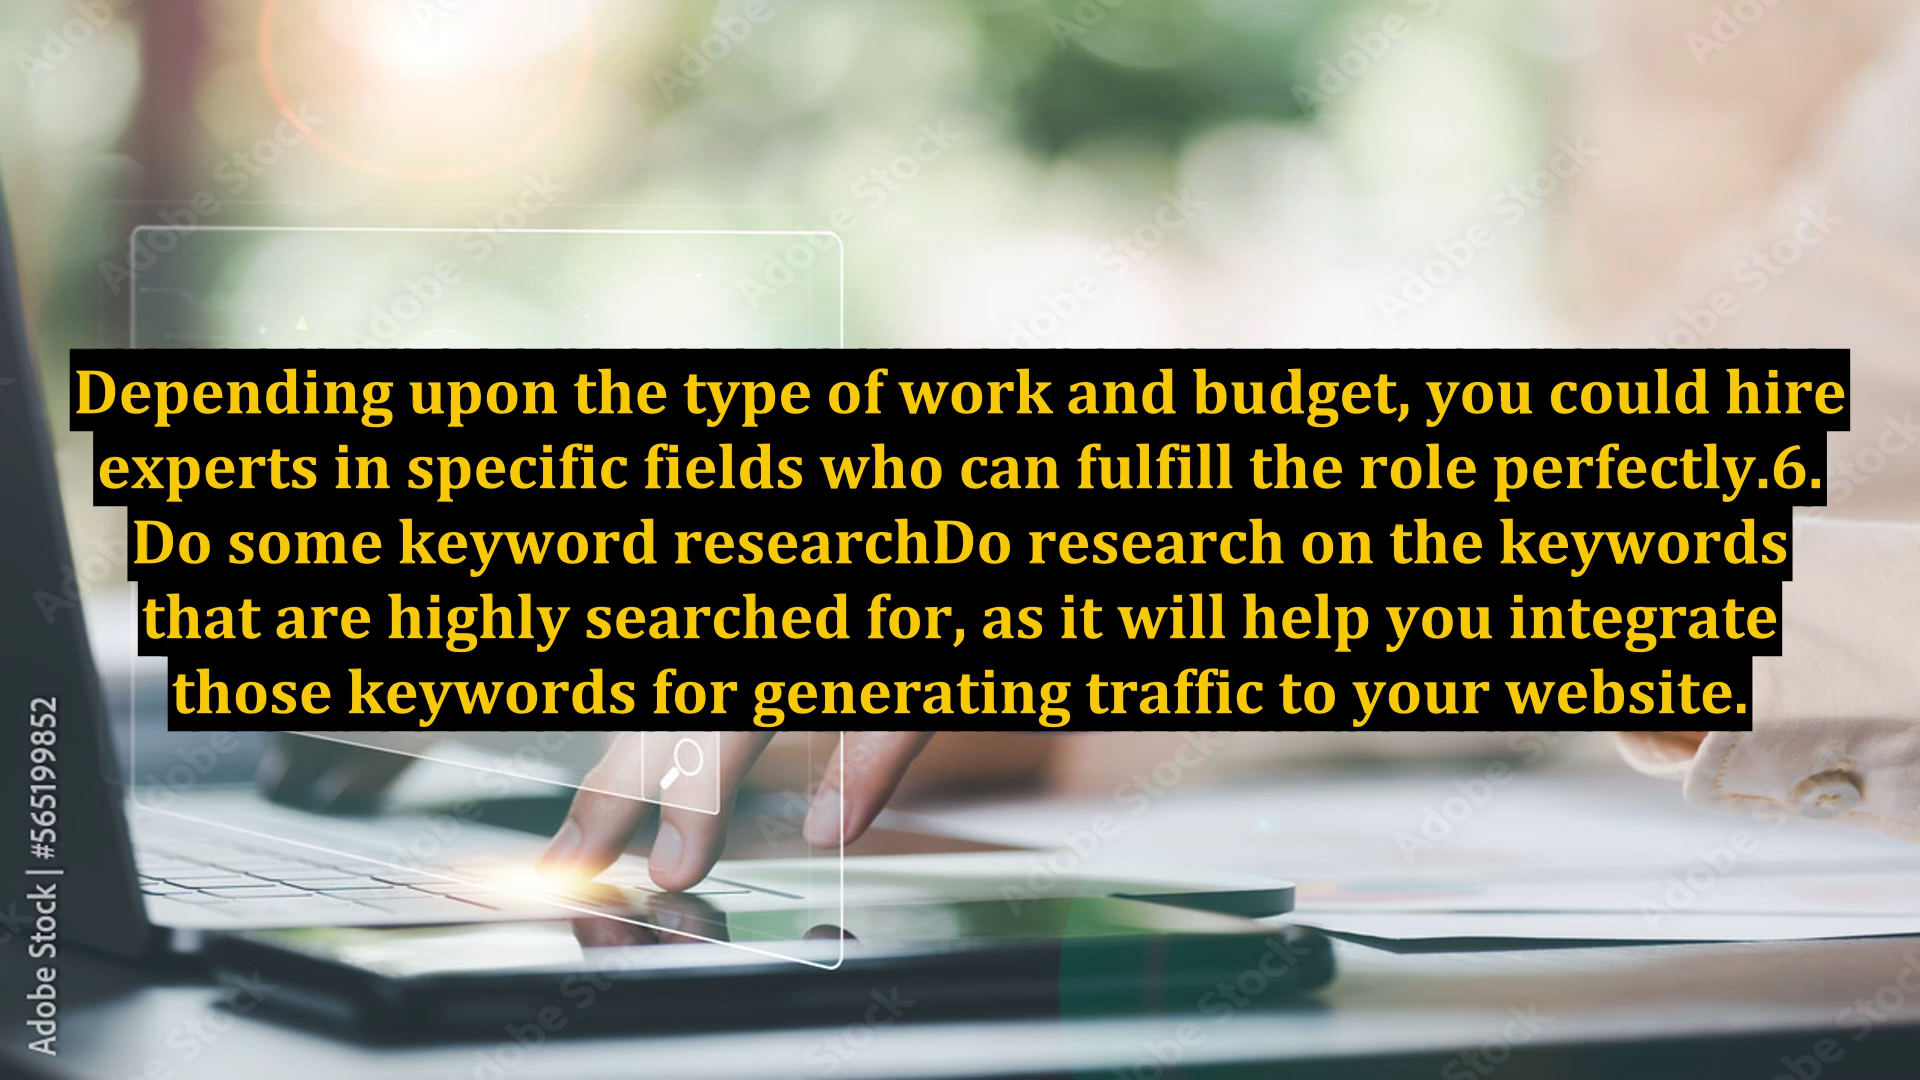 Depending upon the type of work and budget, you could hire
experts in specific fields who can fulfill the role perfectly.6.
Do some keyword researchDo research on the keywords
that are highly searched for, as it will help you integrate
those keywords for generating traffic to your website.
Adobe Stock | #565199852